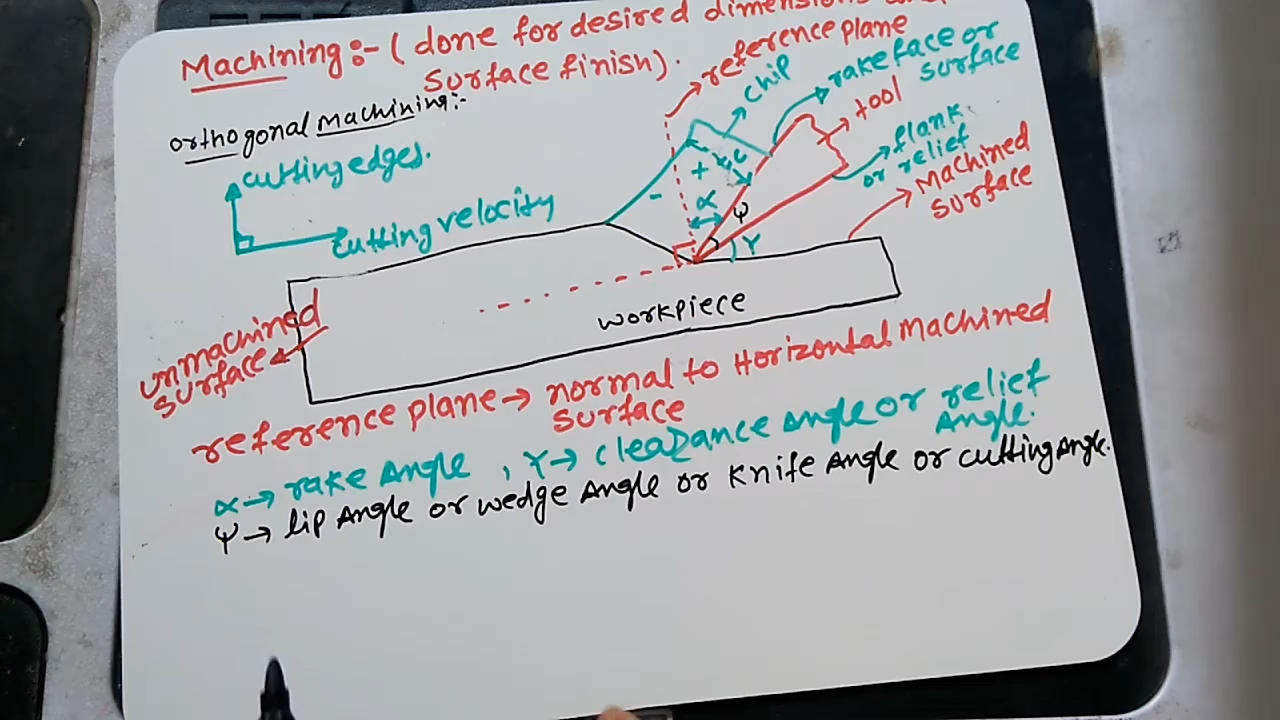 Machining :- ( done for desired dimensions
surface finish).
orthogonal machining:-
cutting edges.
cutting velocity
reference plane
chip
rake face or
surface
tool
flank
or relief
Machined
surface
+
-
tc
α
ψ
γ
workpiece
unmachined
surface
reference plane → normal to Horizontal Machined
surface
α → rake Angle , γ → clearance Angle or relief
Angle.
ψ → lip Angle or wedge Angle or Knife Angle or cutting Angle.